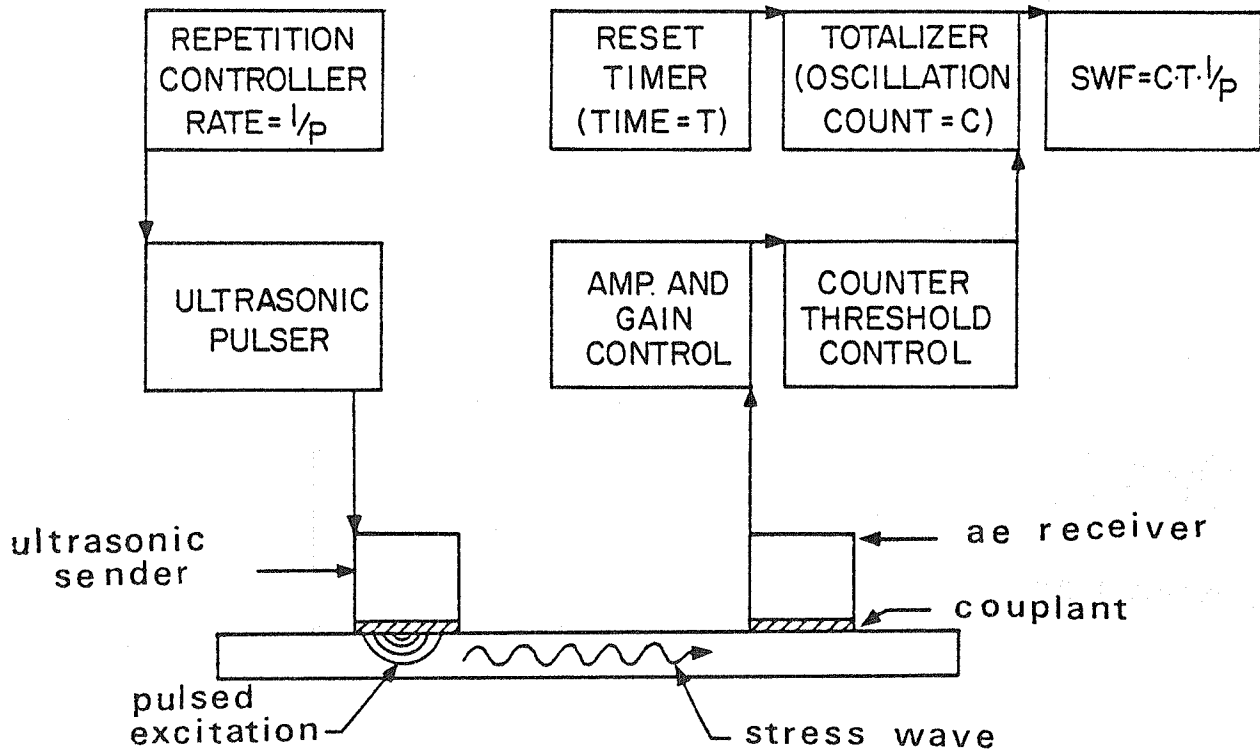 REPETITION
CONTROLLER
RATE = 1/P
RESET
TIMER
(TIME = T)
TOTALIZER
(OSCILLATION
COUNT = C)
SWF=C·T·1/P
ULTRASONIC
PULSER
AMP. AND
GAIN
CONTROL
COUNTER
THRESHOLD
CONTROL
ultrasonic
sender
ae receiver
couplant
pulsed
excitation
stress wave